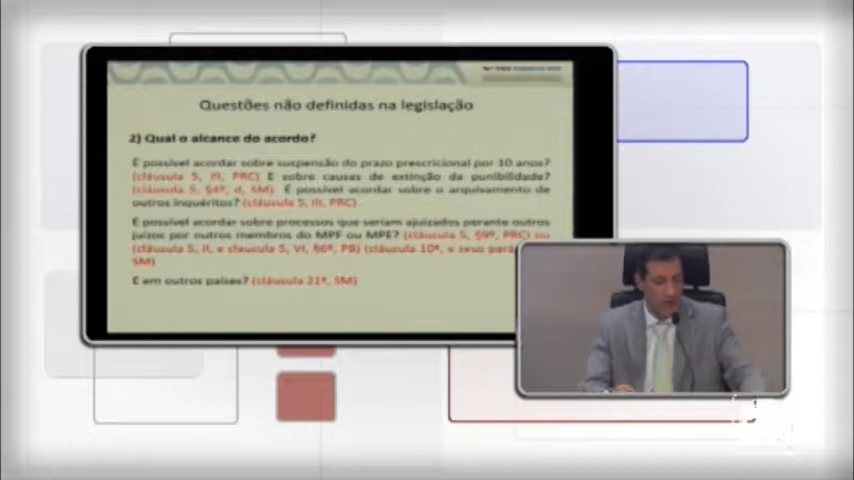 Questões não definidas na legislação
2) Qual o alcance do acordo?
É possível acordar sobre suspensão do prazo prescricional por 10 anos?
(cláusula 5, III, PRC) E sobre causas de extinção da punibilidade?
(cláusula 5, §4º, d, SM) É possível acordar sobre o arquivamento de
outros inquéritos? (cláusula 5, III, PRC)
É possível acordar sobre processos que seriam ajuizados perante outros
juízos por outros membros do MPF ou MPE? (cláusula 5, §9º, PRC) ou
(cláusula 5, II, e clausula 5, VI, §6º, PB) (cláusula 10ª, e seus
SM)
E em outros países? (cláusula 21ª, SM)